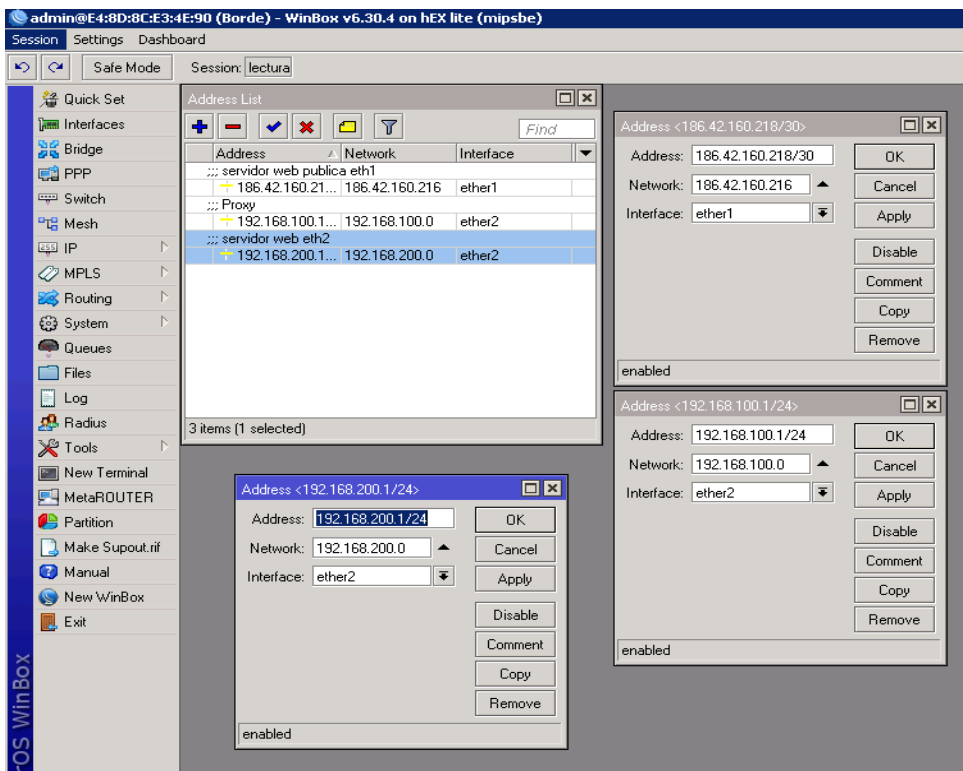 admin@E4:8D:8C:E3:4E:90 (Borde) - WinBox v6.30.4 on hEX lite (mipsbe)
Session Settings Dashboard
Safe Mode Session: lectura
Quick Set
Interfaces
Bridge
PPP
Switch
Mesh
IP
MPLS
Routing
System
Queues
Files
Log
Radius
Tools
New Terminal
MetaROUTER
Partition
Make Supout.rif
Manual
New WinBox
Exit
OS WinBox
Address List
Find
Address Network Interface
;;; servidor web publica eth1
186.42.160.21... 186.42.160.216 ether1
;;; Proxy
192.168.100.1... 192.168.100.0 ether2
;;; servidor web eth2
192.168.200.1... 192.168.200.0 ether2
3 items (1 selected)
Address <186.42.160.218/30>
Address: 186.42.160.218/30 OK
Network: 186.42.160.216 Cancel
Interface: ether1 Apply
Disable
Comment
Copy
Remove
enabled
Address <192.168.100.1/24>
Address: 192.168.100.1/24 OK
Network: 192.168.100.0 Cancel
Interface: ether2 Apply
Disable
Comment
Copy
Remove
enabled
Address <192.168.200.1/24>
Address: 192.168.200.1/24 OK
Network: 192.168.200.0 Cancel
Interface: ether2 Apply
Disable
Comment
Copy
Remove
enabled